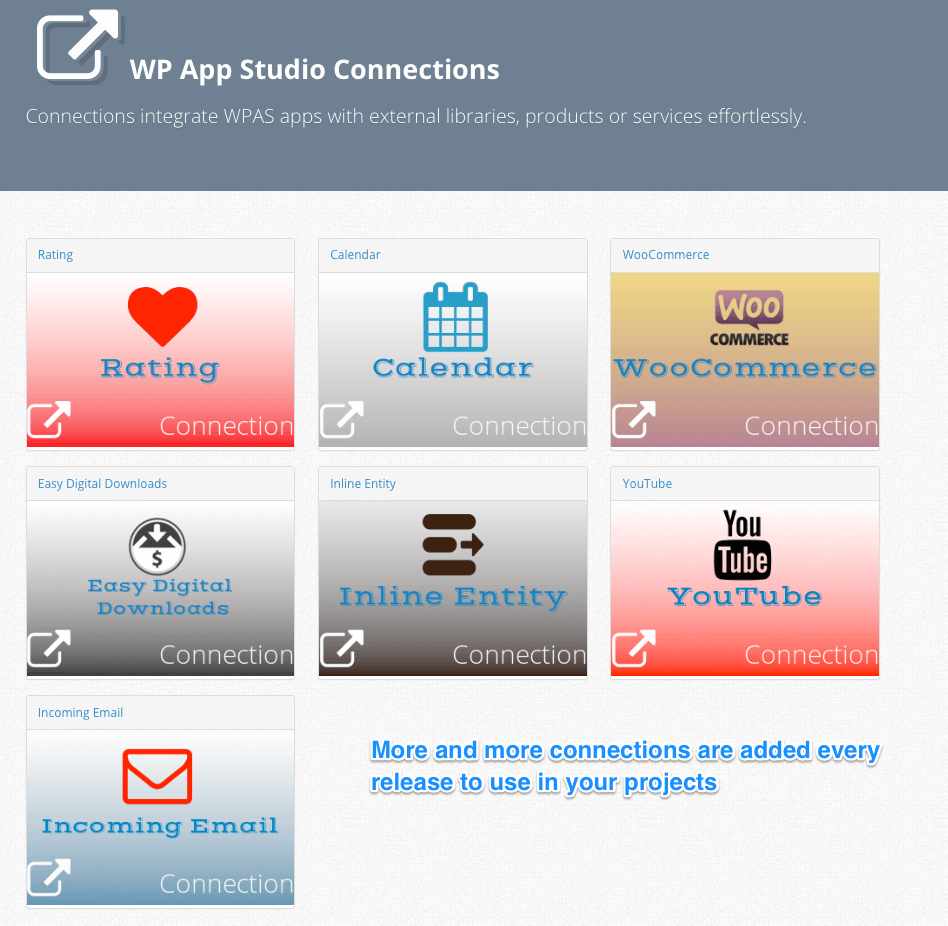 WP App Studio Connections
Connections integrate WPAS apps with external libraries, products or services effortlessly.
Rating
Rating
Connection
Calendar
Calendar
Connection
WooCommerce
WOO
COMMERCE
WooCommerce
Connection
Easy Digital Downloads
$
Easy Digital
Downloads
Connection
Inline Entity
Inline Entity
Connection
YouTube
You
Tube
YouTube
Connection
Incoming Email
Incoming Email
Connection
More and more connections are added every
release to use in your projects